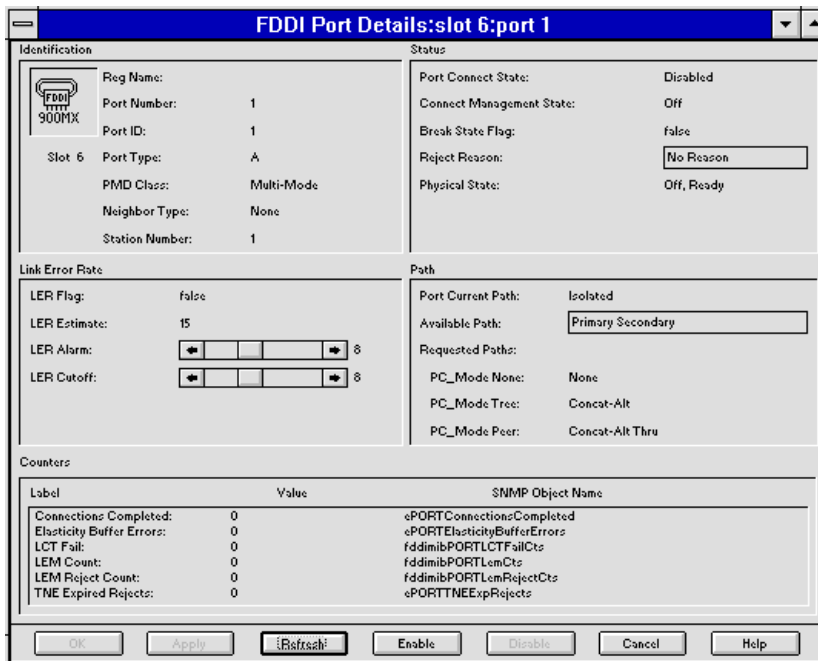 FDDI Port Details:slot 6:port 1
Identification
FDDI
900MX
Slot 6
Reg Name:
Port Number: 1
Port ID: 1
Port Type: A
PMD Class: Multi-Mode
Neighbor Type: None
Station Number: 1
Status
Port Connect State: Disabled
Connect Management State: Off
Break State Flag: false
Reject Reason: No Reason
Physical State: Off, Ready
Link Error Rate
LER Flag: false
LER Estimate: 15
LER Alarm: 8
LER Cutoff: 8
Path
Port Current Path: Isolated
Available Path: Primary Secondary
Requested Paths:
PC_Mode None: None
PC_Mode Tree: Concat-Alt
PC_Mode Peer: Concat-Alt Thru
Counters
Label Value SNMP Object Name
Connections Completed: 0 ePORTConnectionsCompleted
Elasticity Buffer Errors: 0 ePORTElasticityBufferErrors
LCT Fail: 0 fddimibPORTLCTFailCts
LEM Count: 0 fddimibPORTLemCts
LEM Reject Count: 0 fddimibPORTLemRejectCts
TNE Expired Rejects: 0 ePORTTNEExpRejects
OK Apply Refresh Enable Disable Cancel Help